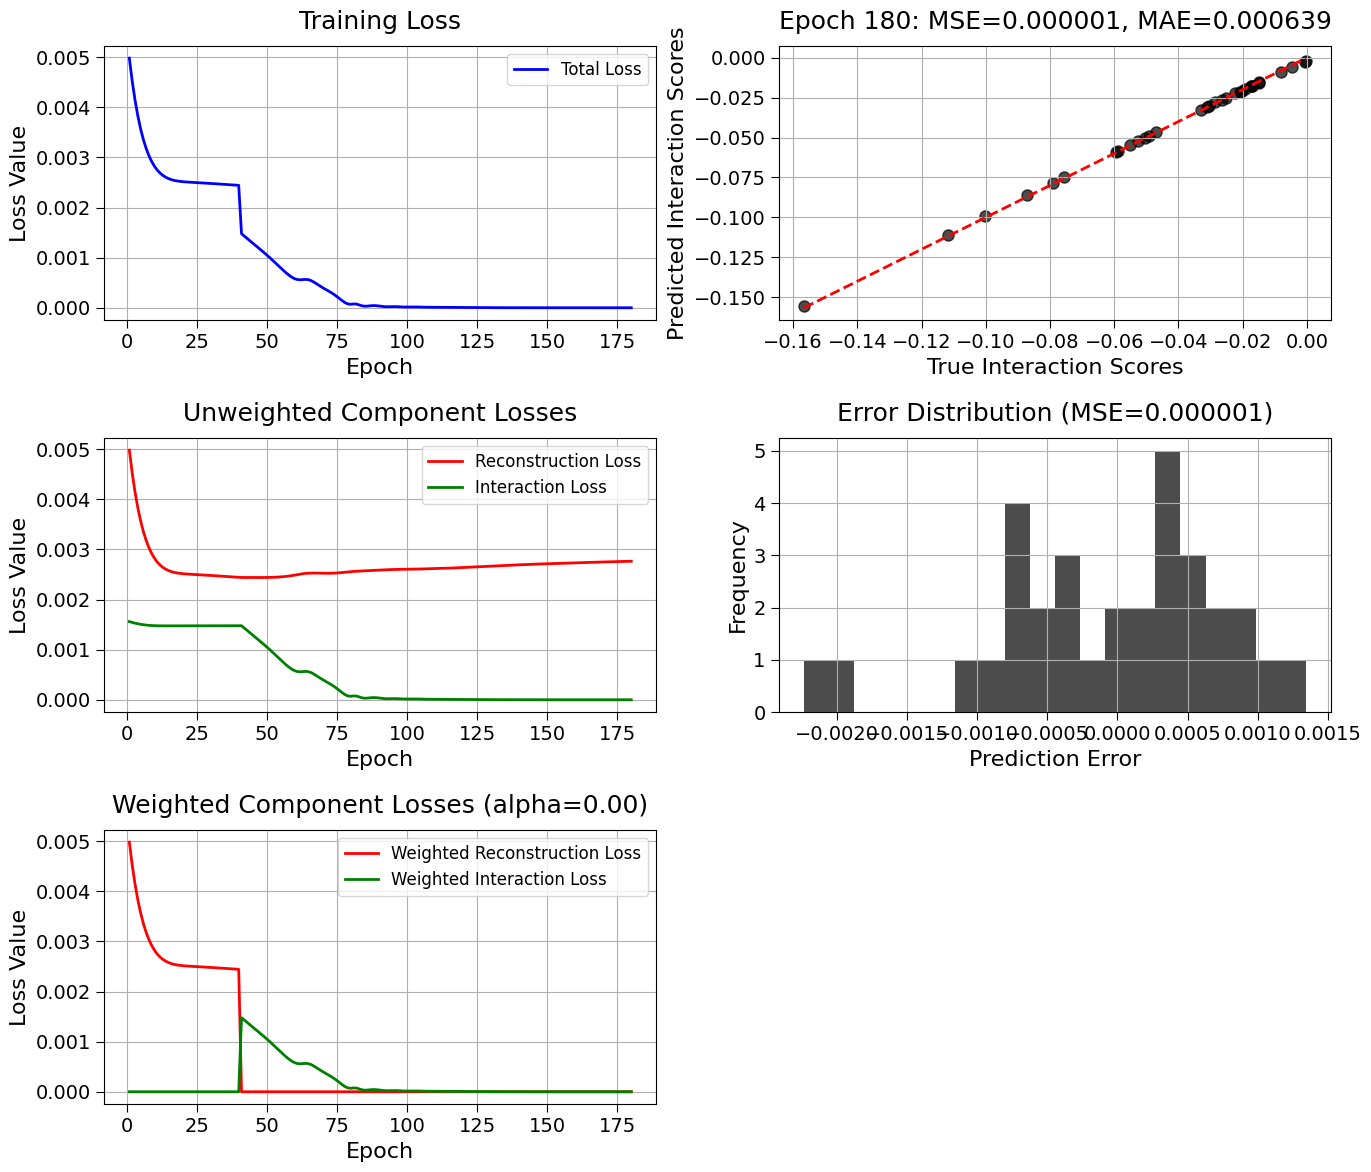 Training Loss
Loss Value
0.005
0.004
0.003
0.002
0.001
0.000
Total Loss
0 25 50 75 100 125 150 175
Epoch
Epoch 180: MSE=0.000001, MAE=0.000639
Predicted Interaction Scores
0.000
−0.025
−0.050
−0.075
−0.100
−0.125
−0.150
−0.16 −0.14 −0.12 −0.10 −0.08 −0.06 −0.04 −0.02 0.00
True Interaction Scores
Unweighted Component Losses
Loss Value
0.005
0.004
0.003
0.002
0.001
0.000
Reconstruction Loss
Interaction Loss
0 25 50 75 100 125 150 175
Epoch
Error Distribution (MSE=0.000001)
Frequency
5
4
3
2
1
0
−0.0020 −0.0015 −0.0010 −0.0005 0.0000 0.0005 0.0010 0.0015
Prediction Error
Weighted Component Losses (alpha=0.00)
Loss Value
0.005
0.004
0.003
0.002
0.001
0.000
Weighted Reconstruction Loss
Weighted Interaction Loss
0 25 50 75 100 125 150 175
Epoch